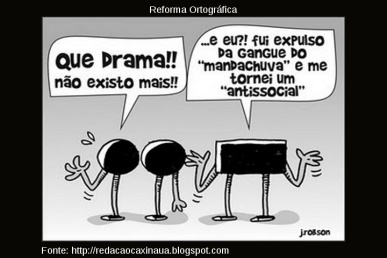 Reforma Ortográfica
QUE DRAMA!!
NÃO EXISTO MAIS!!
...E EU?! FUI EXPULSO
DA GANGUE DO
"MANDACHUVA" E ME
TORNEI UM
"ANTISSOCIAL"
J.ROBSON
Fonte: http://redacaocaxinaua.blogspot.com